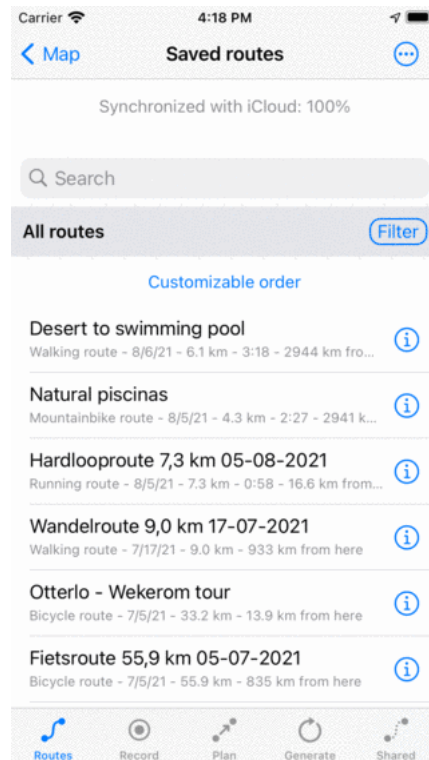 Carrier 4:18 PM
Map Saved routes
Synchronized with iCloud: 100%
Search
All routes Filter
Customizable order
Desert to swimming pool
Walking route - 8/6/21 - 6.1 km - 3:18 - 2944 km fro...
Natural piscinas
Mountainbike route - 8/5/21 - 4.3 km - 2:27 - 2941 k...
Hardlooproute 7,3 km 05-08-2021
Running route - 8/5/21 - 7.3 km - 0:58 - 16.6 km from...
Wandelroute 9,0 km 17-07-2021
Walking route - 7/17/21 - 9.0 km - 933 km from here
Otterlo - Wekerom tour
Bicycle route - 7/5/21 - 33.2 km - 13.9 km from here
Fietsroute 55,9 km 05-07-2021
Bicycle route - 7/5/21 - 55.9 km - 835 km from here
Routes Record Plan Generate Shared